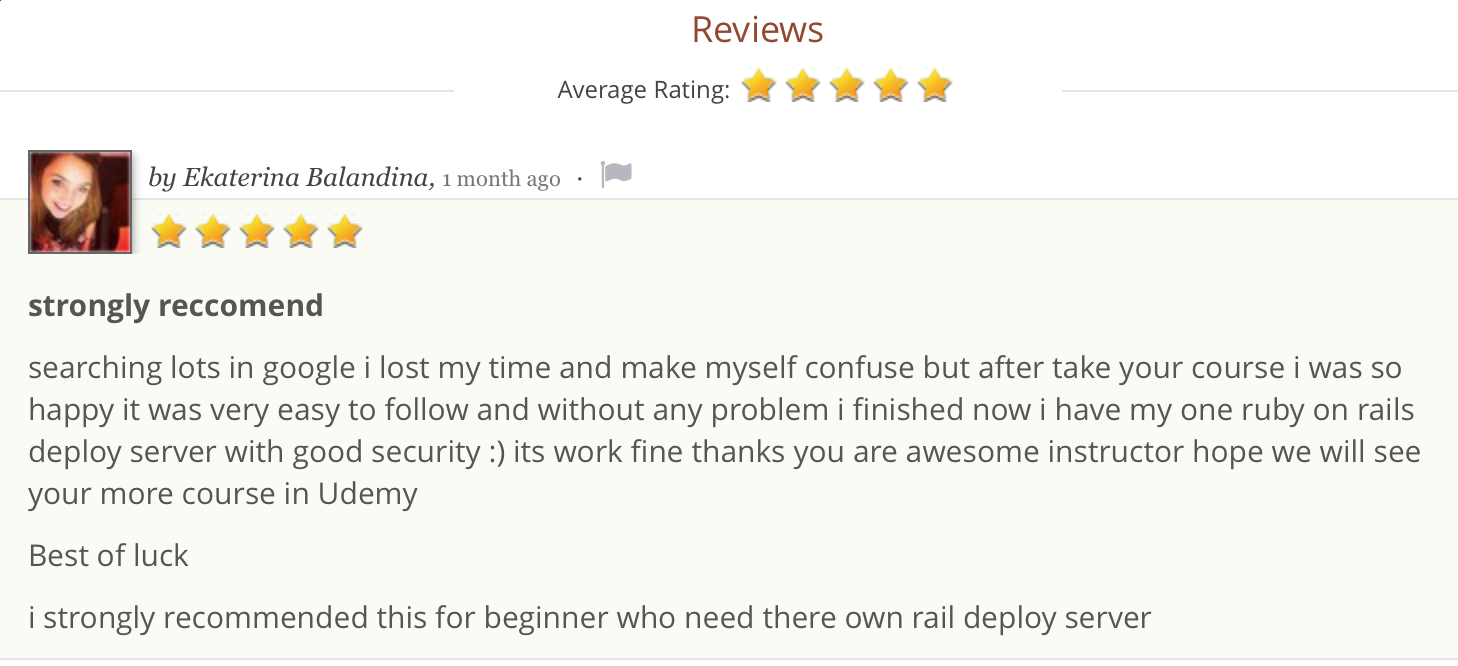 Reviews
Average Rating:
by Ekaterina Balandina, 1 month ago ·
strongly reccomend
searching lots in google i lost my time and make myself confuse but after take your course i was so
happy it was very easy to follow and without any problem i finished now i have my one ruby on rails
deploy server with good security :) its work fine thanks you are awesome instructor hope we will see
your more course in Udemy
Best of luck
i strongly recommended this for beginner who need there own rail deploy server